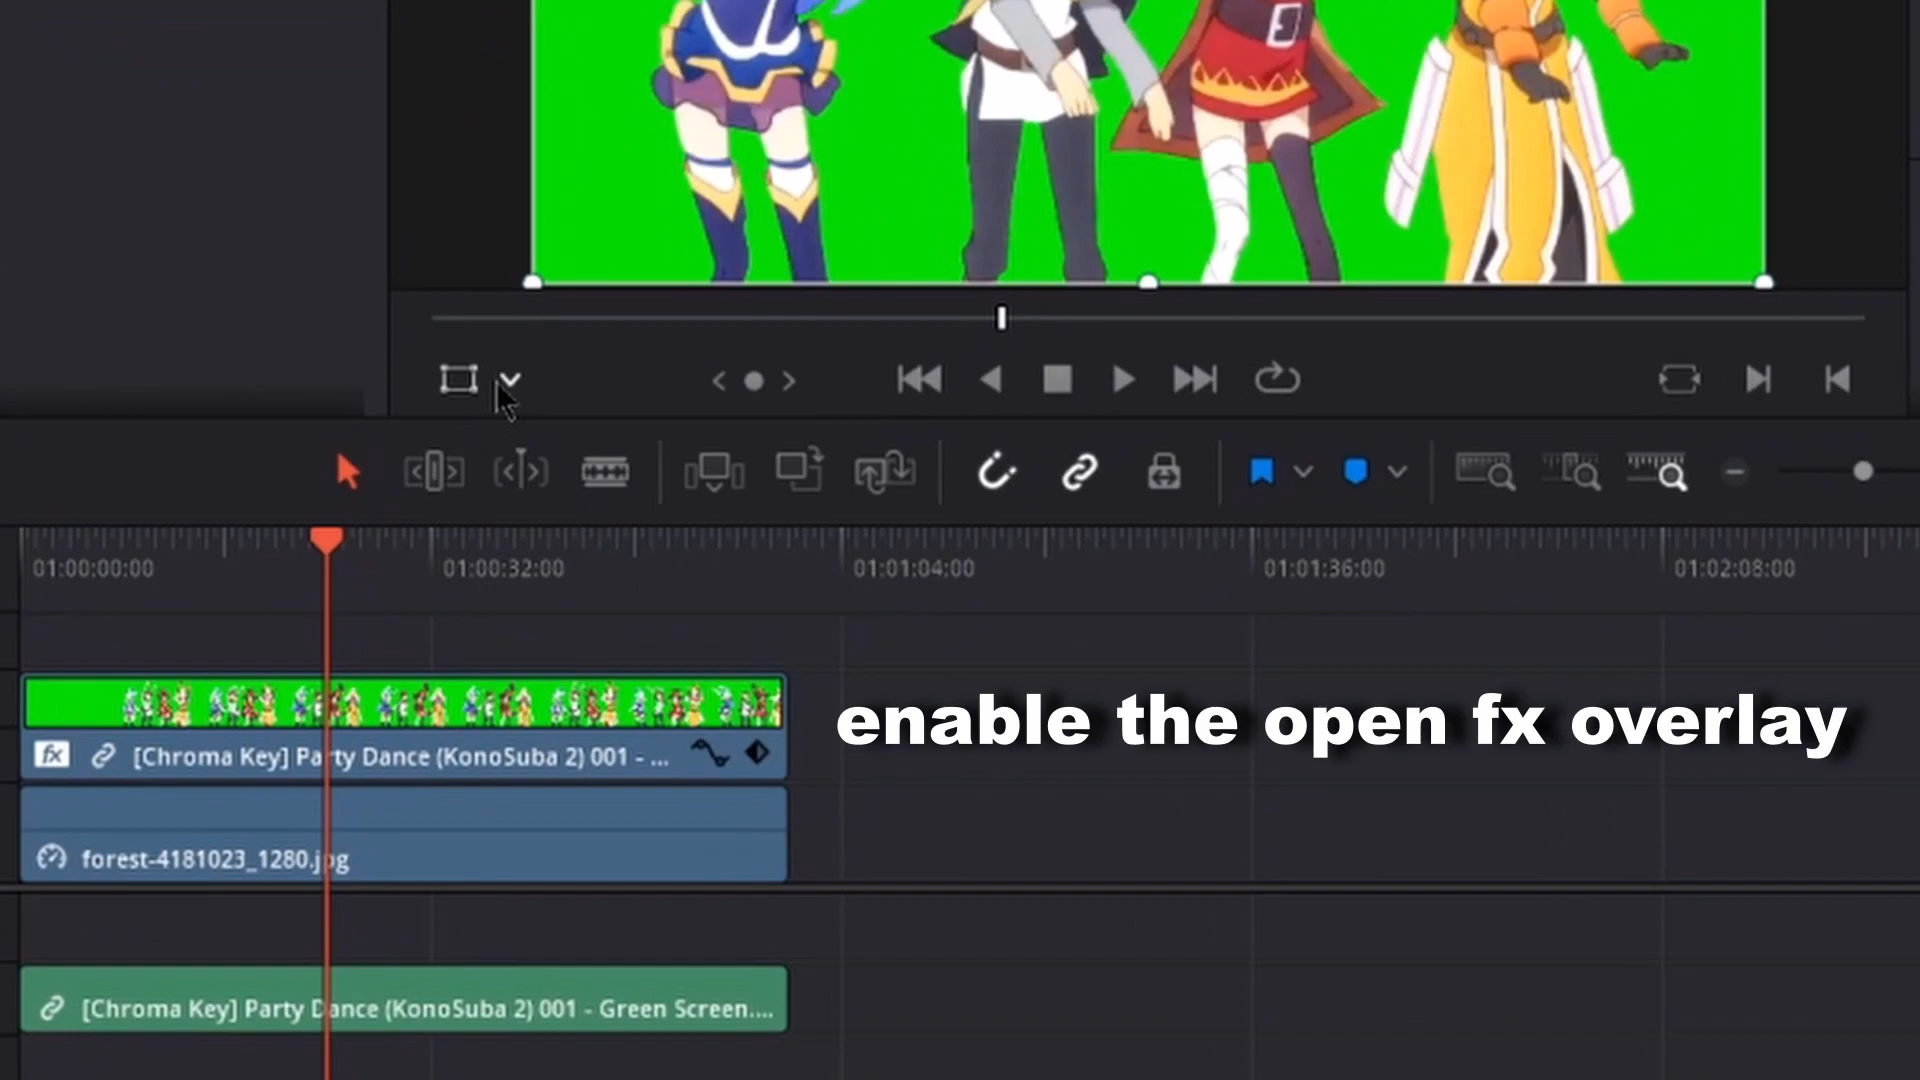 01:00:00:00 01:00:32:00 01:01:04:00 01:01:36:00 01:02:08:00
enable the open fx overlay
fx [Chroma Key] Party Dance (KonoSuba 2) 001 - ...
forest-4181023_1280.jpg
[Chroma Key] Party Dance (KonoSuba 2) 001 - Green Screen....